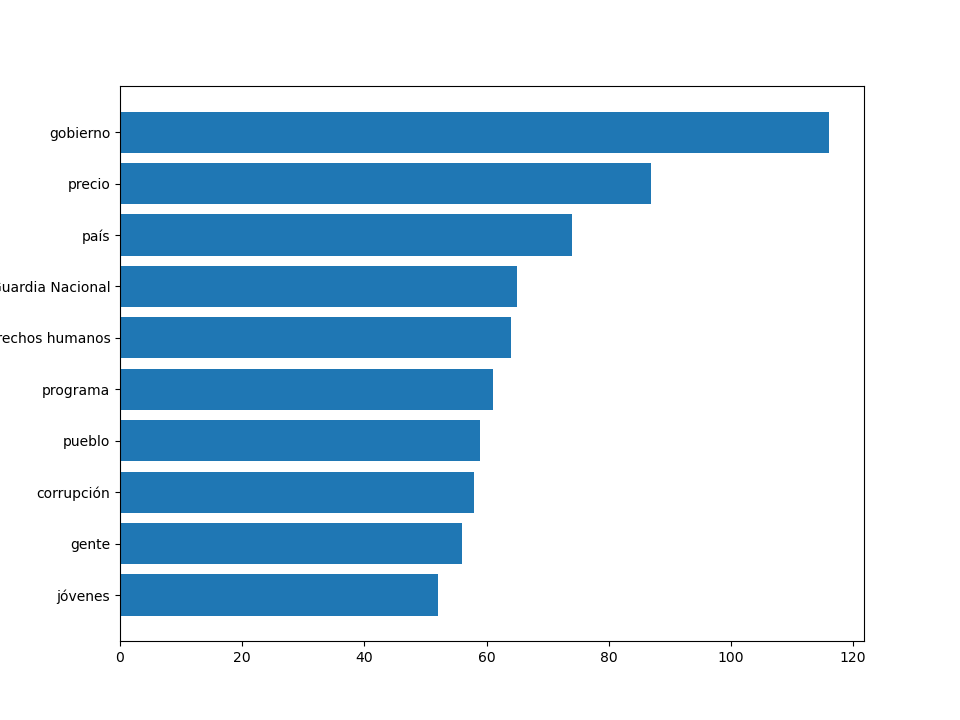 gobierno
precio
país
uardia Nacional
rechos humanos
programa
pueblo
corrupción
gente
jóvenes
0 20 40 60 80 100 120